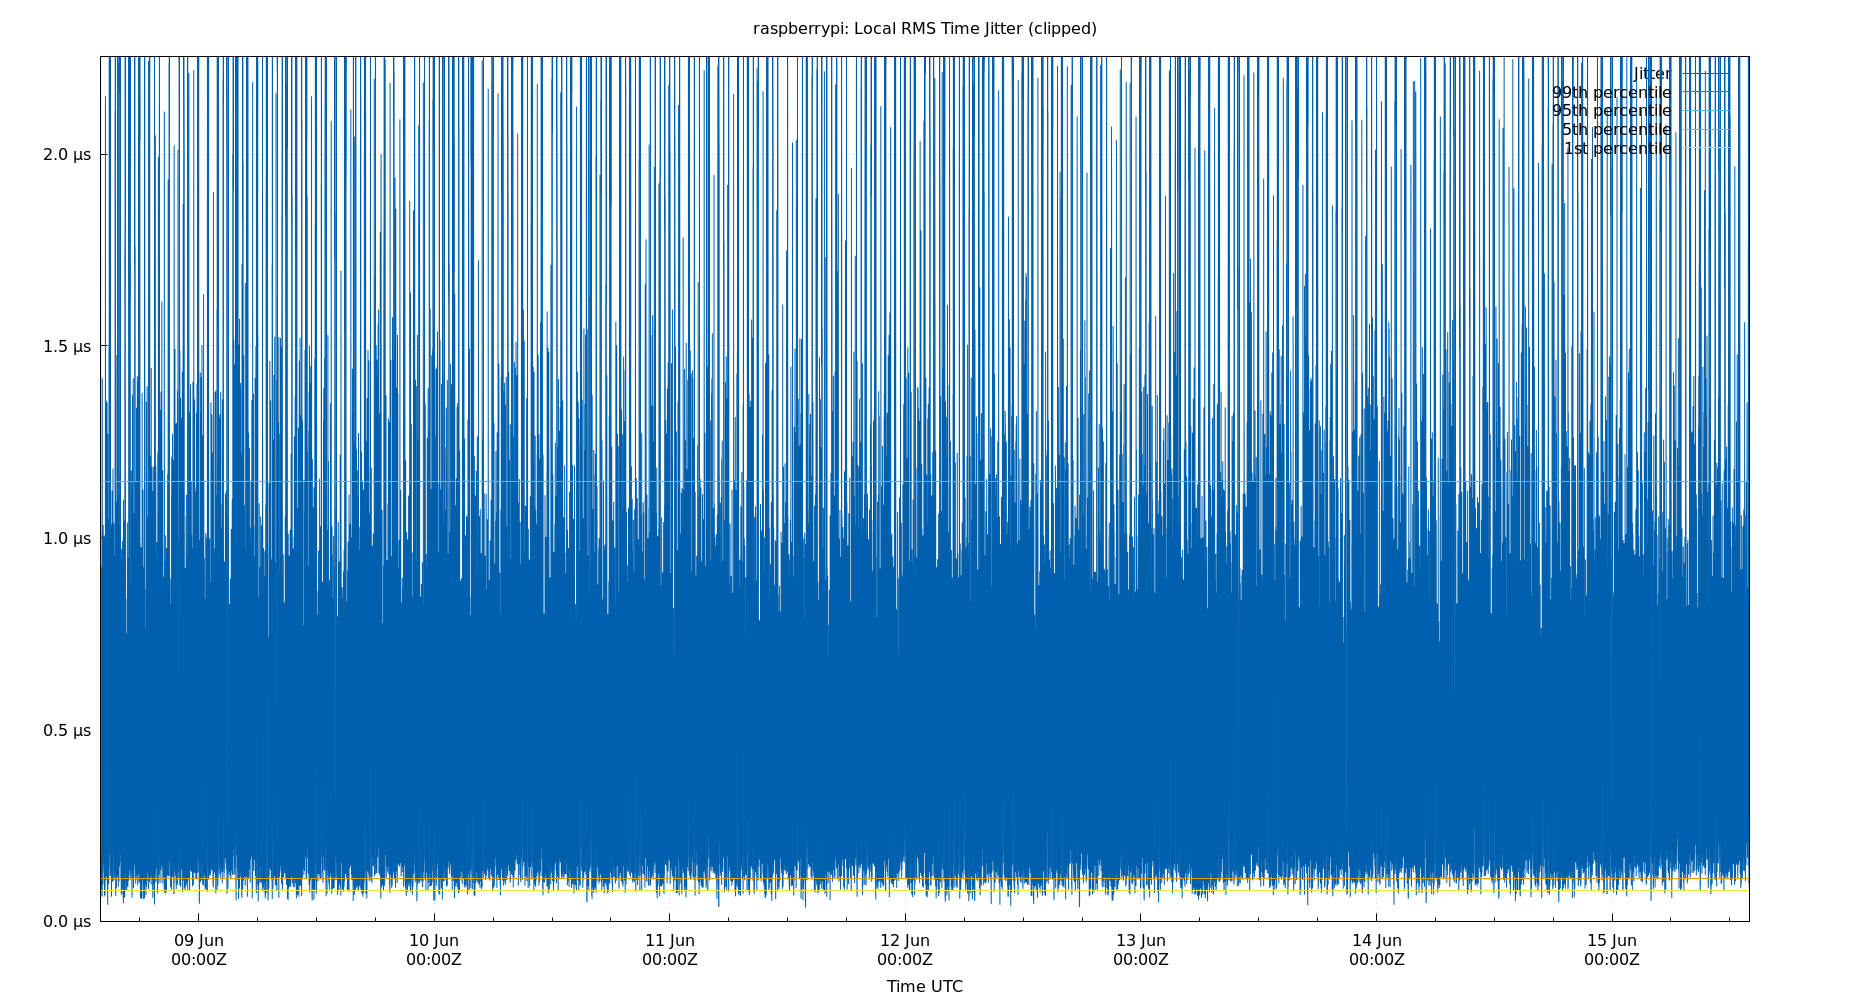 raspberrypi: Local RMS Time Jitter (clipped)
Jitter
99th percentile
95th percentile
5th percentile
1st percentile
2.0 µs
1.5 µs
1.0 µs
0.5 µs
0.0 µs
09 Jun 10 Jun 11 Jun 12 Jun 13 Jun 14 Jun 15 Jun
00:00Z 00:00Z 00:00Z 00:00Z 00:00Z 00:00Z 00:00Z
Time UTC